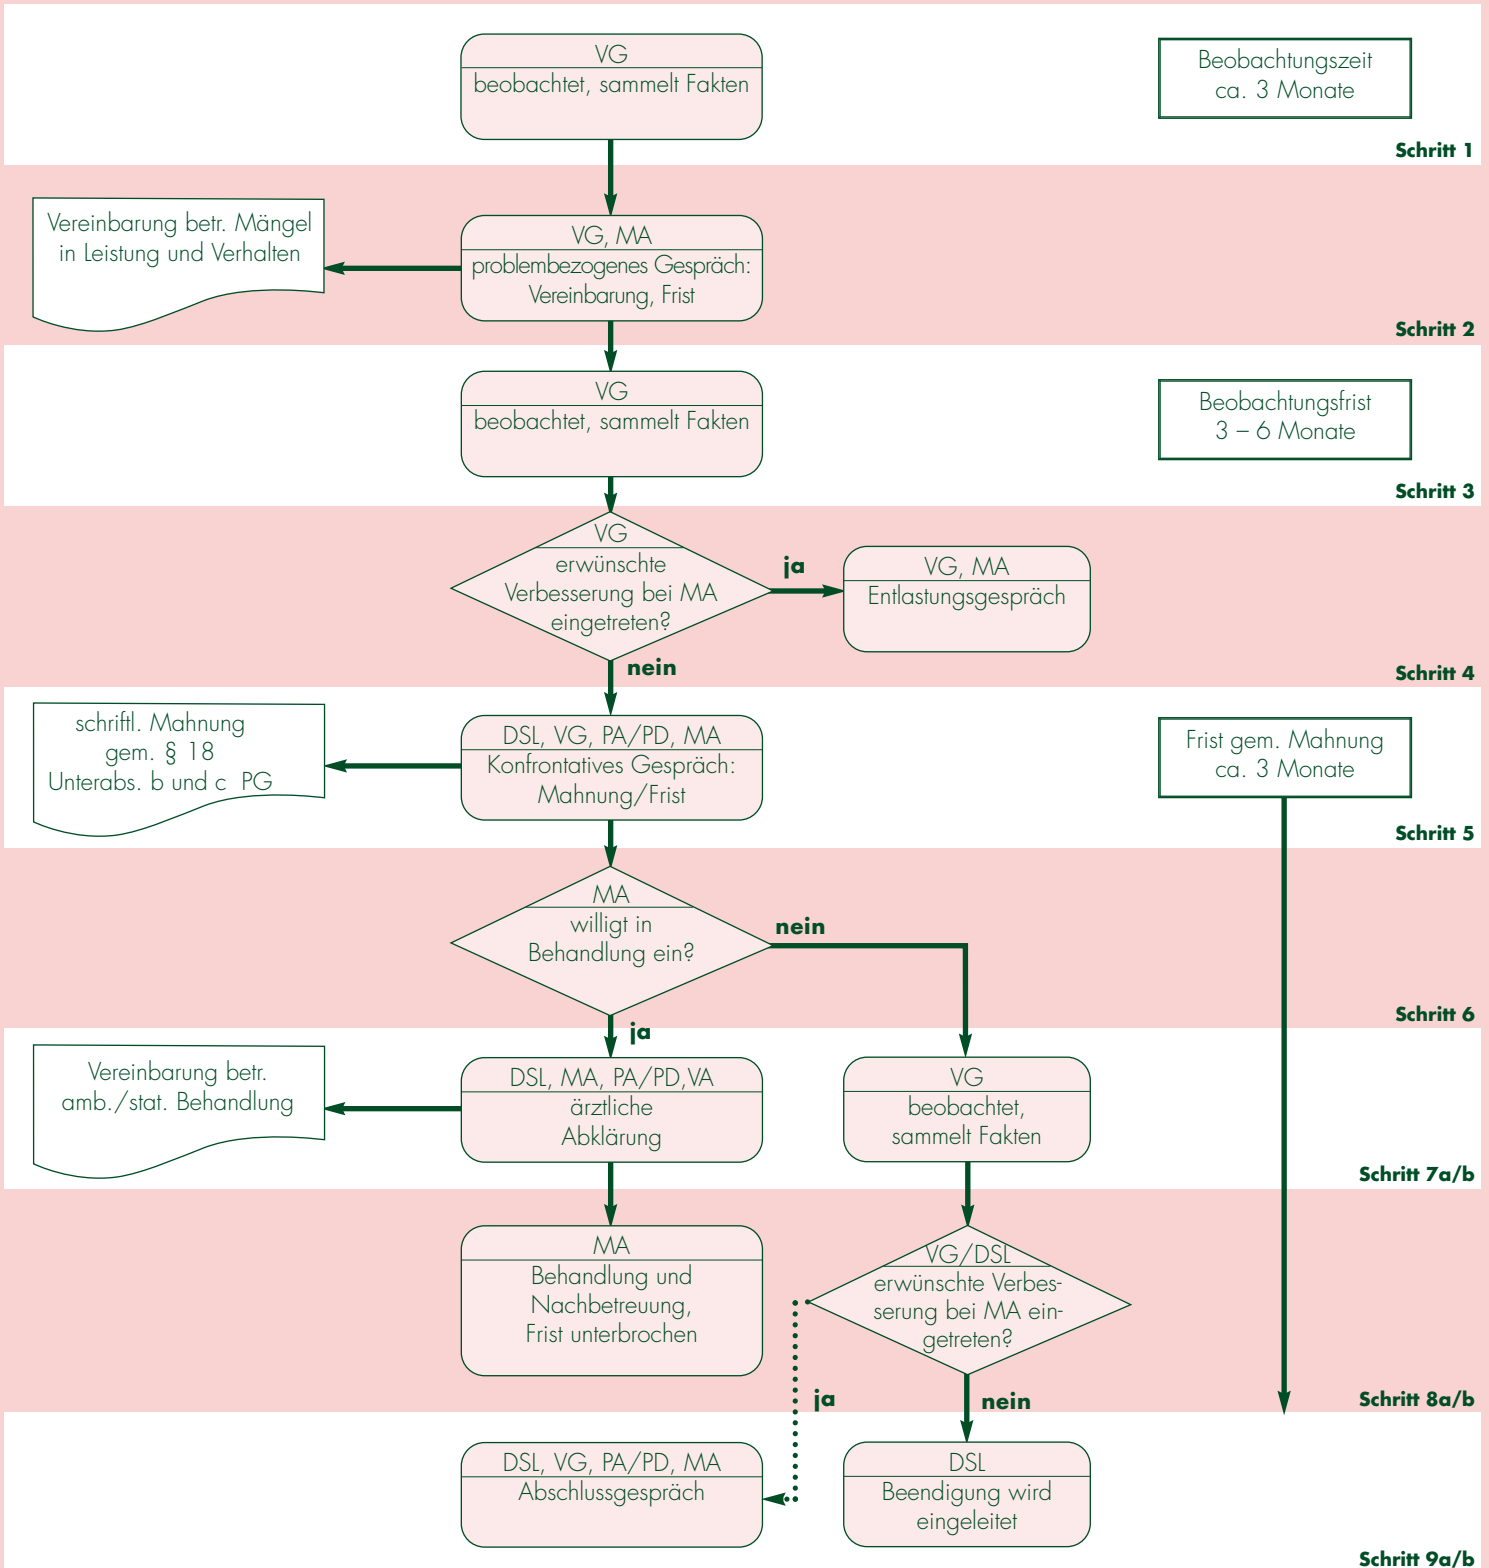 VG
beobachtet, sammelt Fakten
Beobachtungszeit
ca. 3 Monate
Schritt 1
Vereinbarung betr. Mängel
in Leistung und Verhalten
VG, MA
problembezogenes Gespräch:
Vereinbarung, Frist
Schritt 2
VG
beobachtet, sammelt Fakten
Beobachtungsfrist
3 – 6 Monate
Schritt 3
VG
erwünschte
Verbesserung bei MA
eingetreten?
ja
VG, MA
Entlastungsgespräch
nein
Schritt 4
schriftl. Mahnung
gem. § 18
Unterabs. b und c PG
DSL, VG, PA/PD, MA
Konfrontatives Gespräch:
Mahnung/Frist
Frist gem. Mahnung
ca. 3 Monate
Schritt 5
MA
willigt in
Behandlung ein?
nein
ja
Schritt 6
Vereinbarung betr.
amb./stat. Behandlung
DSL, MA, PA/PD,VA
ärztliche
Abklärung
VG
beobachtet,
sammelt Fakten
Schritt 7a/b
MA
Behandlung und
Nachbetreuung,
Frist unterbrochen
VG/DSL
erwünschte Verbes-
serung bei MA ein-
getreten?
ja
nein
Schritt 8a/b
DSL, VG, PA/PD, MA
Abschlussgespräch
DSL
Beendigung wird
eingeleitet
Schritt 9a/b